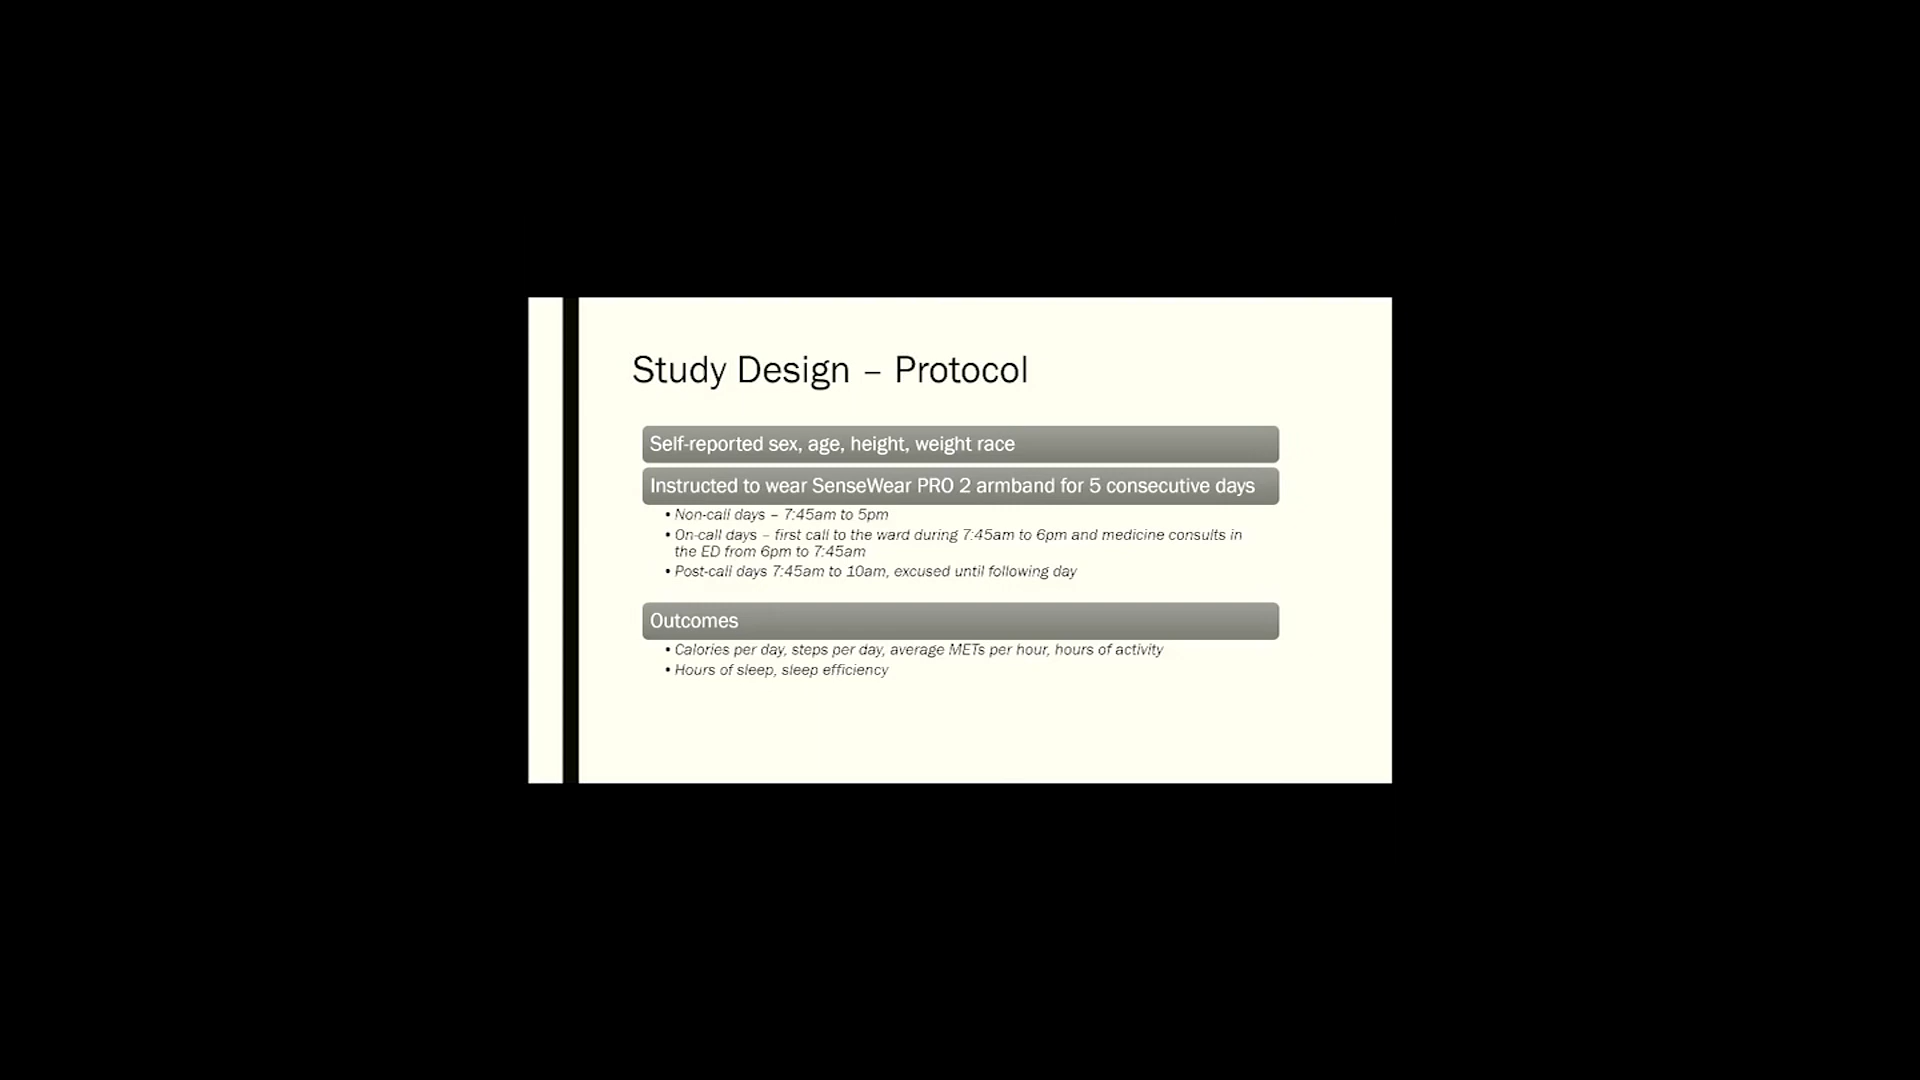 Study Design – Protocol
Self-reported sex, age, height, weight race
Instructed to wear SenseWear PRO 2 armband for 5 consecutive days
• Non-call days – 7:45am to 5pm
• On-call days – first call to the ward during 7:45am to 6pm and medicine consults in
the ED from 6pm to 7:45am
• Post-call days 7:45am to 10am, excused until following day
Outcomes
• Calories per day, steps per day, average METs per hour, hours of activity
• Hours of sleep, sleep efficiency